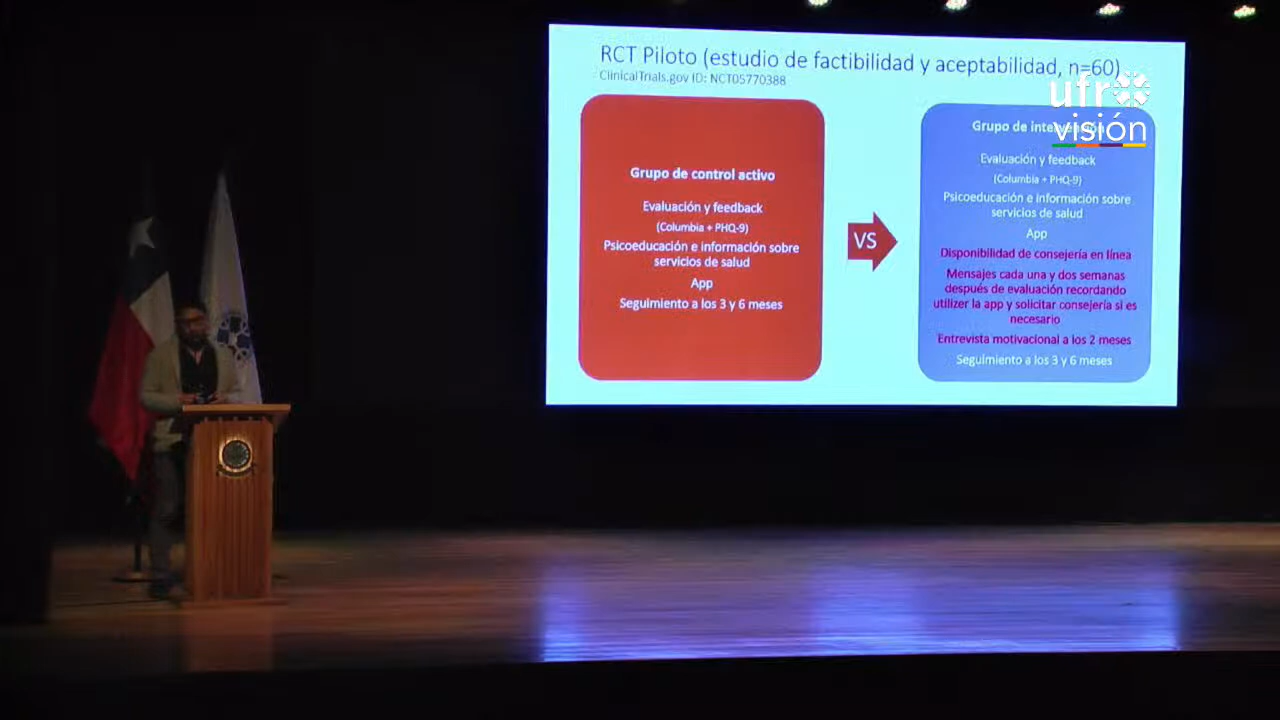 RCT Piloto (estudio de factibilidad y aceptabilidad, n=60)
ClinicalTrials.gov ID: NCT05770388
ufro
visión
Grupo de control activo
Evaluación y feedback
(Columbia + PHQ-9)
Psicoeducación e información sobre
servicios de salud
App
Seguimiento a los 3 y 6 meses
VS
Grupo de intervención
Evaluación y feedback
(Columbia + PHQ-9)
Psicoeducación e información sobre
servicios de salud
App
Disponibilidad de consejería en línea
Mensajes cada una y dos semanas
después de evaluación recordando
utilizer la app y solicitar consejería si es
necesario
Entrevista motivacional a los 2 meses
Seguimiento a los 3 y 6 meses